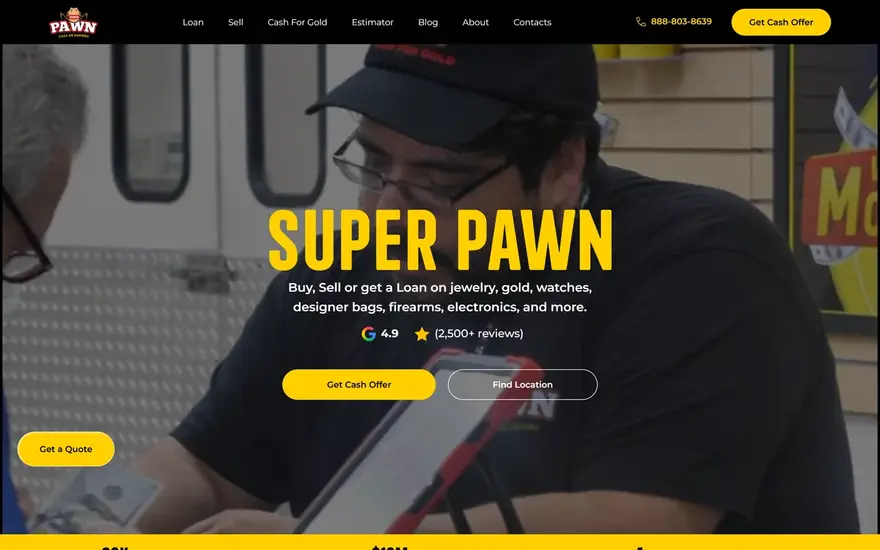 PAWN
Loan
Sell
Cash For Gold
Estimator
Blog
About
Contacts
888-803-8639
Get Cash Offer
SUPER PAWN
Buy, Sell or get a Loan on jewelry, gold, watches,
designer bags, firearms, electronics, and more.
4.9
(2,500+ reviews)
Get Cash Offer
Find Location
Get a Quote